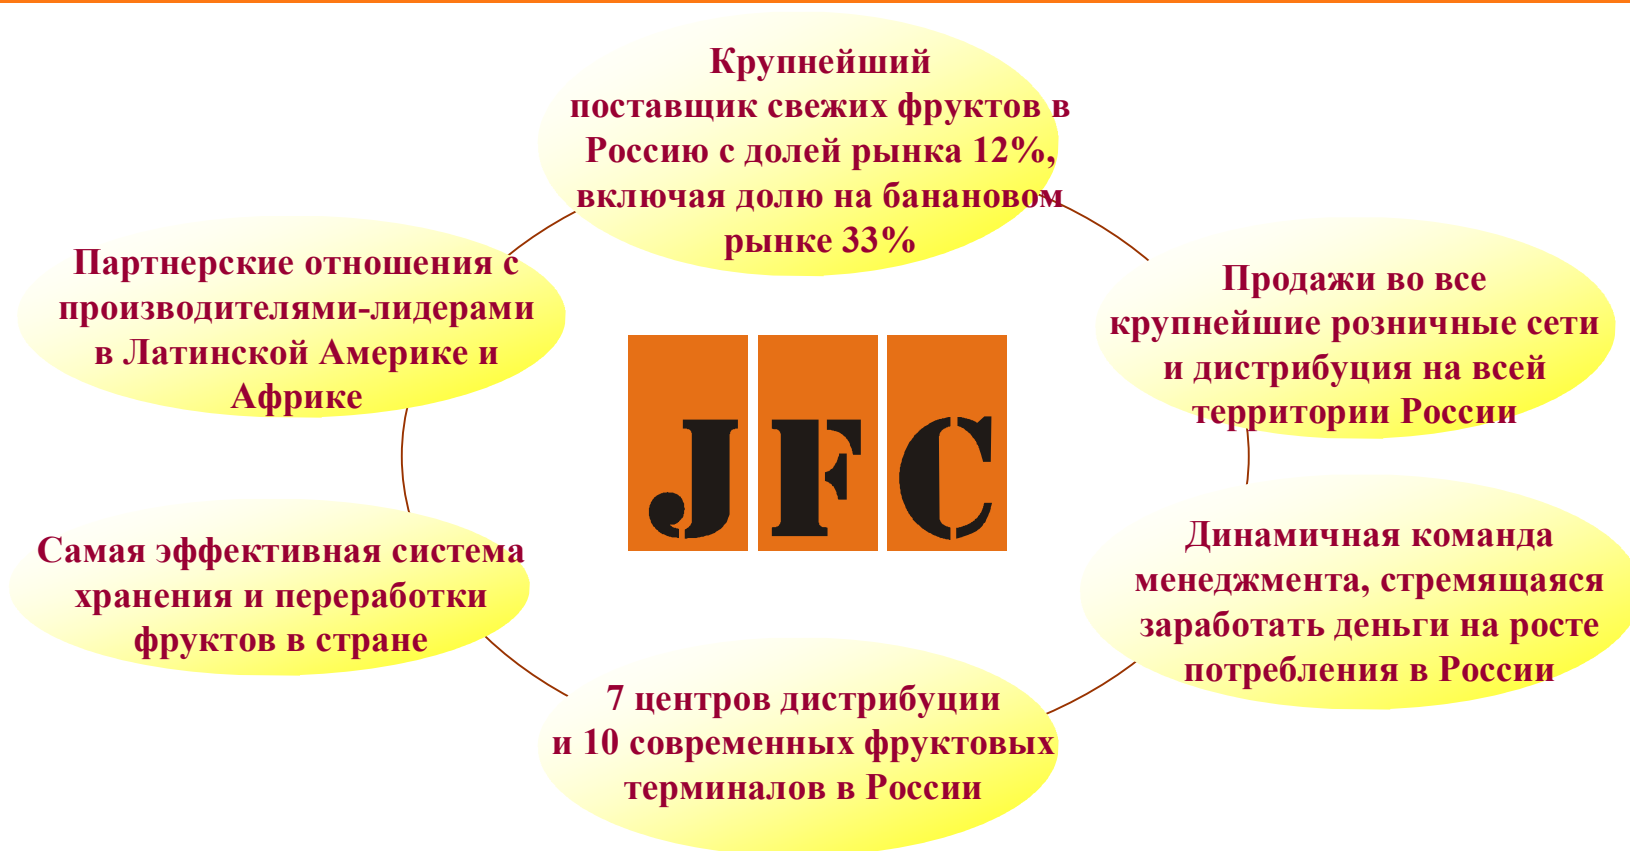 Крупнейший
поставщик свежих фруктов в
Россию с долей рынка 12%,
включая долю на банановом
рынке 33%
Партнерские отношения с
производителями-лидерами
в Латинской Америке и
Африке
Продажи во все
крупнейшие розничные сети
и дистрибуция на всей
территории России
JFC
Самая эффективная система
хранения и переработки
фруктов в стране
Динамичная команда
менеджмента, стремящаяся
заработать деньги на росте
потребления в России
7 центров дистрибуции
и 10 современных фруктовых
терминалов в России